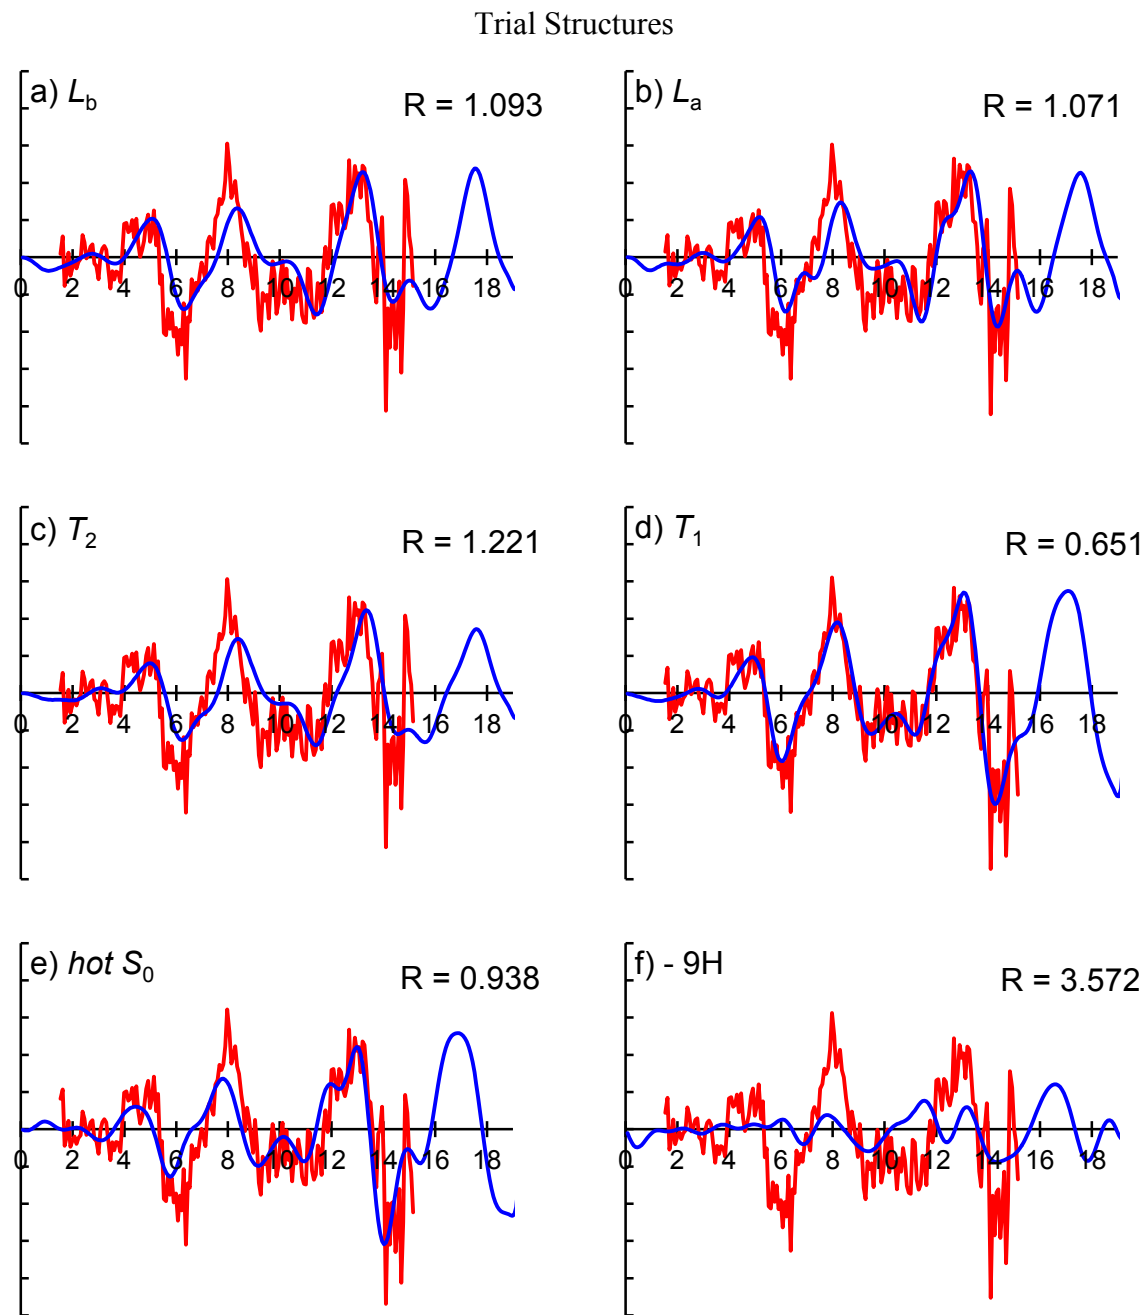 Trial Structures
a) Lb
R = 1.093
0 2 4 6 8 10 12 14 16 18
b) La
R = 1.071
0 2 4 6 8 10 12 14 16 18
c) T2
R = 1.221
0 2 4 6 8 10 12 14 16 18
d) T1
R = 0.651
0 2 4 6 8 10 12 14 16 18
e) hot S0
R = 0.938
0 2 4 6 8 10 12 14 16 18
f) - 9H
R = 3.572
0 2 4 6 8 10 12 14 16 18